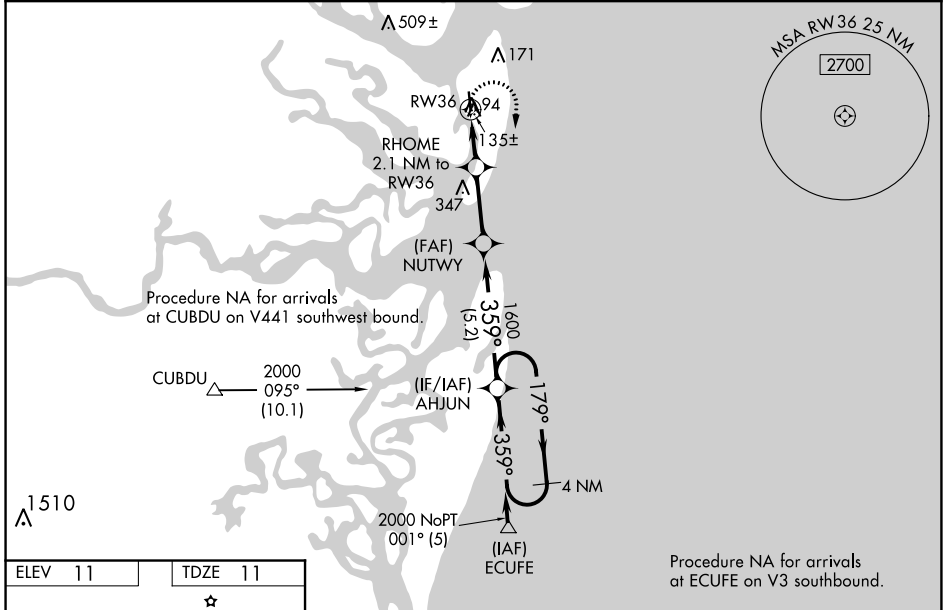 509±
171
MSA RW36 25 NM
2700
RW36
94
135±
RHOME
2.1 NM to
RW36
347
(FAF)
NUTWY
Procedure NA for arrivals
at CUBDU on V441 southwest bound.
1600
359°
(5.2)
CUBDU
2000
095°
(10.1)
(IF/IAF)
AHJUN
179°
359°
4 NM
1510
2000 NoPT
001° (5)
(IAF)
ECUFE
Procedure NA for arrivals
at ECUFE on V3 southbound.
ELEV 11
TDZE 11